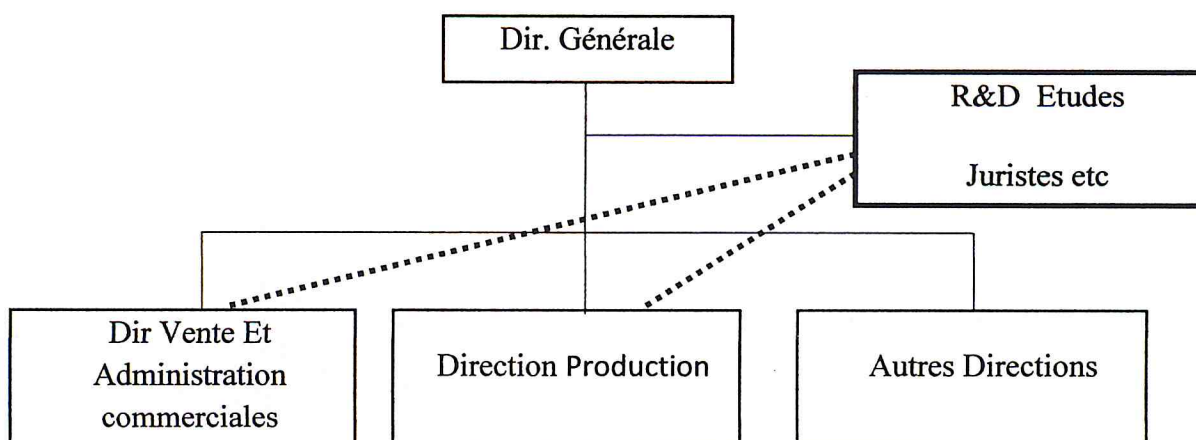 Dir. Générale
R&D Etudes
Juristes etc
Dir Vente Et
Administration
commerciales
Direction Production
Autres Directions